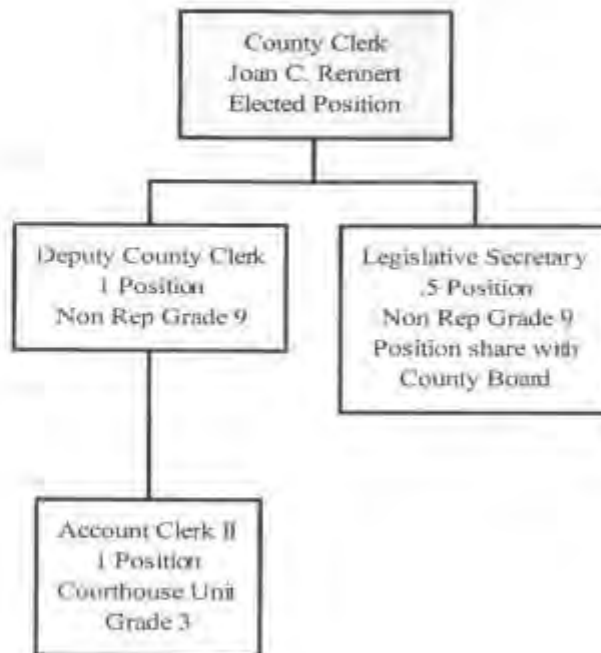 County Clerk
Joan C. Rennert
Elected Position
Deputy County Clerk
1 Position
Non Rep Grade 9
Legislative Secretary
.5 Position
Non Rep Grade 9
Position share with
County Board
Account Clerk II
1 Position
Courthouse Unit
Grade 3